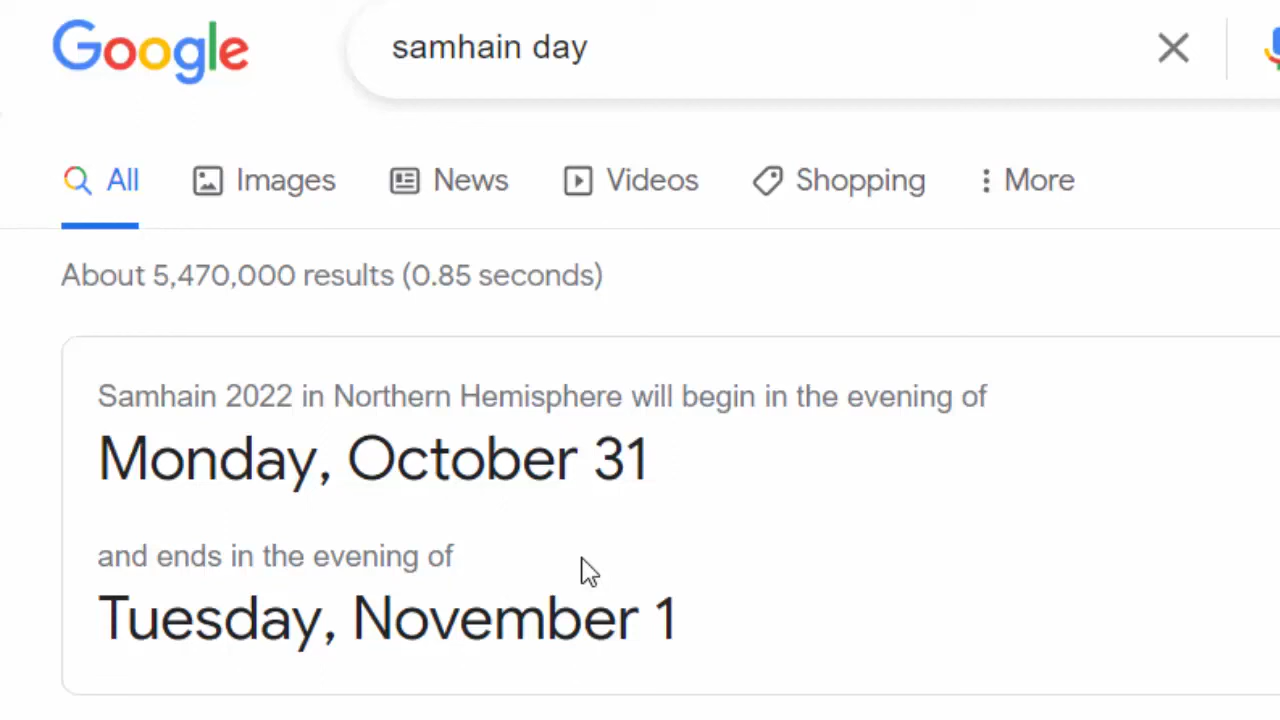 Google samhain day
All Images News Videos Shopping More
About 5,470,000 results (0.85 seconds)
Samhain 2022 in Northern Hemisphere will begin in the evening of
Monday, October 31
and ends in the evening of
Tuesday, November 1